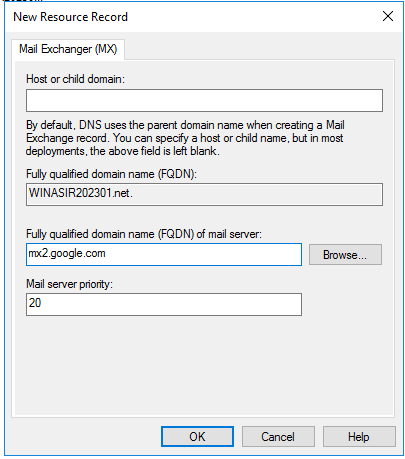 New Resource Record
Mail Exchanger (MX)
Host or child domain:
By default, DNS uses the parent domain name when creating a Mail
Exchange record. You can specify a host or child name, but in most
deployments, the above field is left blank.
Fully qualified domain name (FQDN):
WINASIR202301.net.
Fully qualified domain name (FQDN) of mail server:
mx2.google.com
Browse...
Mail server priority:
20
OK
Cancel
Help